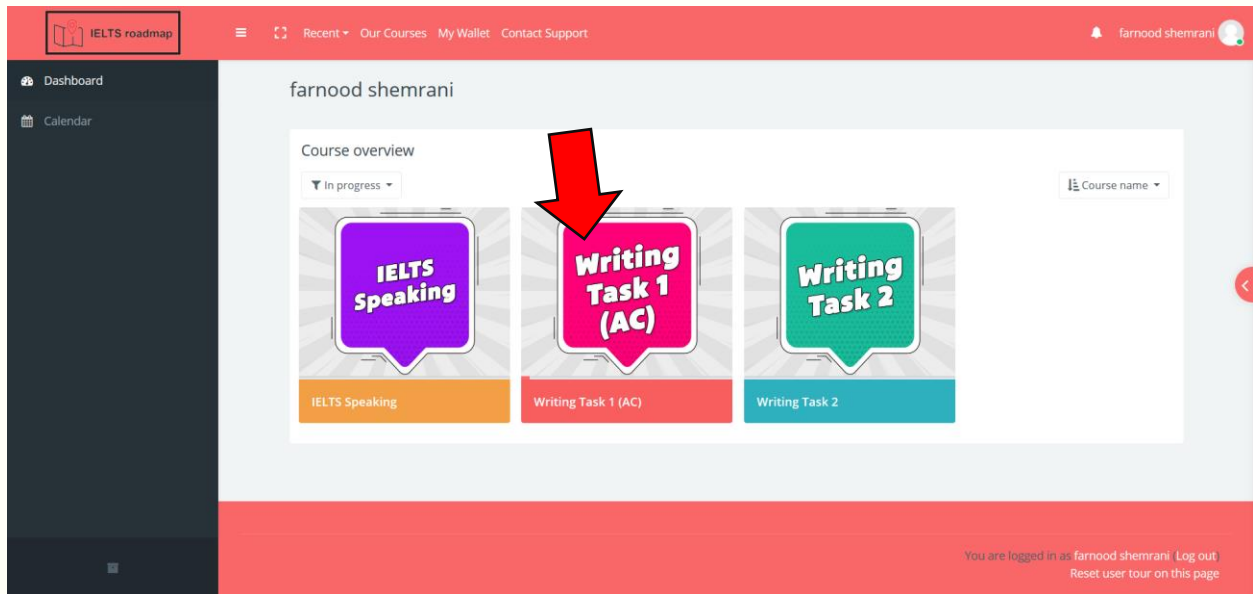 IELTS roadmap
Recent Our Courses My Wallet Contact Support
farnood shemrani
Dashboard
Calendar
farnood shemrani
Course overview
In progress
Course name
IELTS
Speaking
Writing
Task 1
(AC)
Writing
Task 2
IELTS Speaking
Writing Task 1 (AC)
Writing Task 2
You are logged in as farnood shemrani (Log out)
Reset user tour on this page